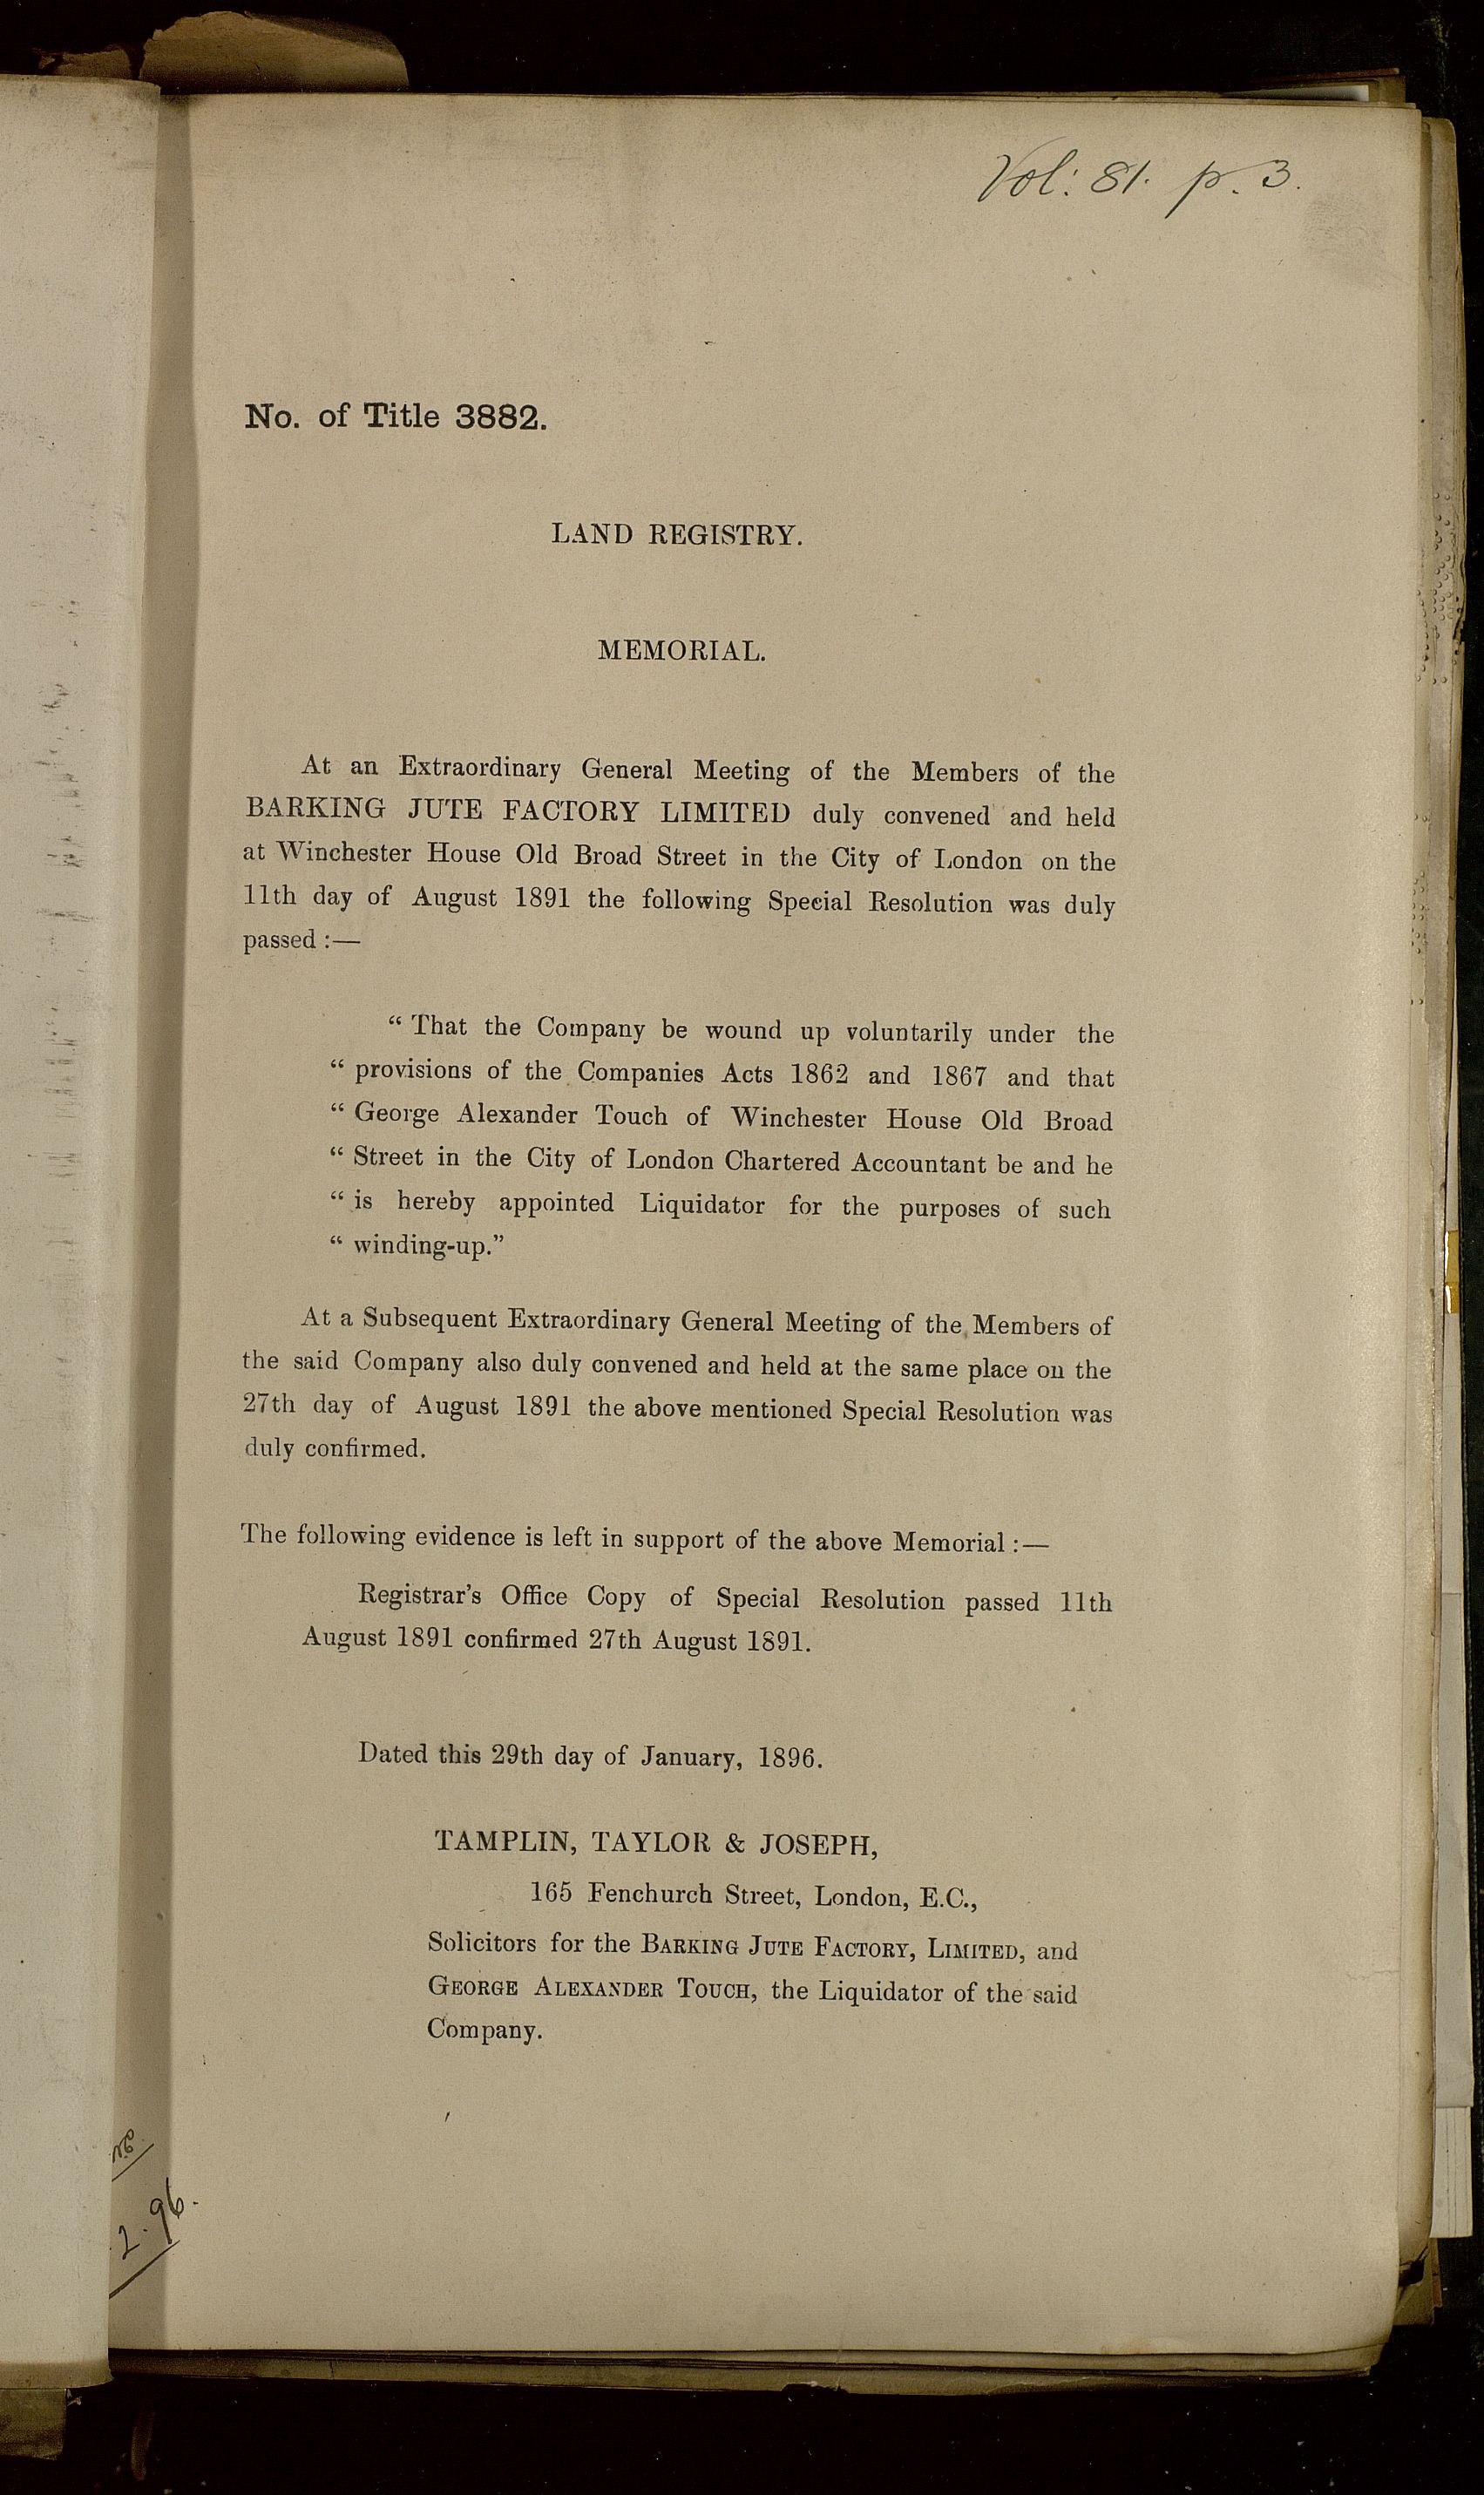 Vol: 81. p. 3.
No. of Title 3882.
LAND REGISTRY.
MEMORIAL.
At an Extraordinary General Meeting of the Members of the
BARKING JUTE FACTORY LIMITED duly convened and held
at Winchester House Old Broad Street in the City of London on the
11th day of August 1891 the following Special Resolution was duly
passed :—
“ That the Company be wound up voluntarily under the
“ provisions of the Companies Acts 1862 and 1867 and that
“ George Alexander Touch of Winchester House Old Broad
“ Street in the City of London Chartered Accountant be and he
“ is hereby appointed Liquidator for the purposes of such
“ winding-up.”
At a Subsequent Extraordinary General Meeting of the Members of
the said Company also duly convened and held at the same place on the
27th day of August 1891 the above mentioned Special Resolution was
duly confirmed.
The following evidence is left in support of the above Memorial :—
Registrar’s Office Copy of Special Resolution passed 11th
August 1891 confirmed 27th August 1891.
Dated this 29th day of January, 1896.
TAMPLIN, TAYLOR & JOSEPH,
165 Fenchurch Street, London, E.C.,
Solicitors for the BARKING JUTE FACTORY, LIMITED, and
GEORGE ALEXANDER TOUCH, the Liquidator of the said
Company.
2.96.